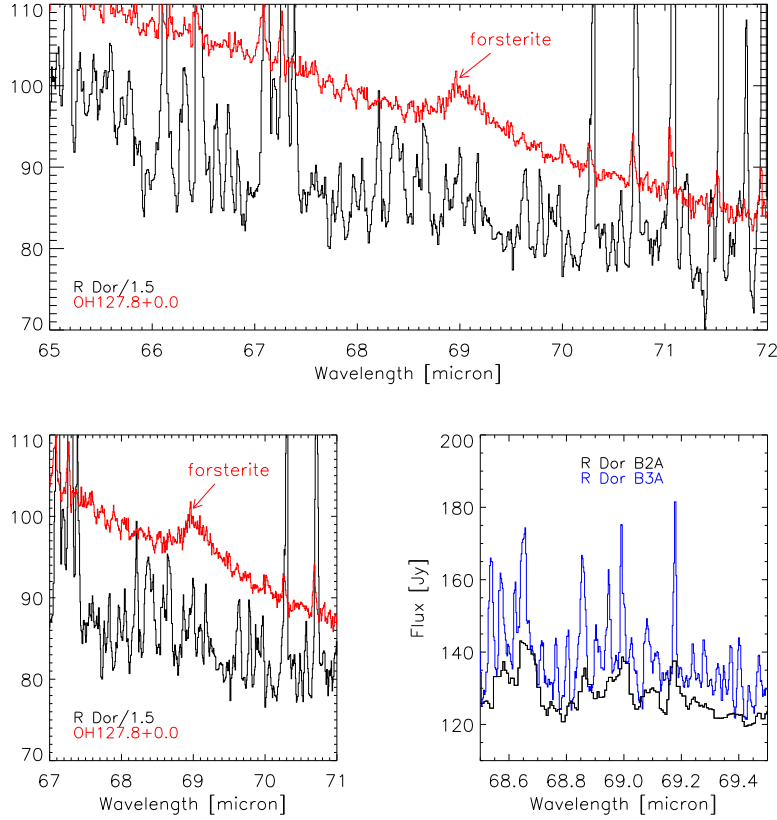 110
100
90
80
70
forsterite
R Dor/1.5
OH127.8+0.0
65 66 67 68 69 70 71 72
Wavelength [micron]
110
100
90
80
70
forsterite
R Dor/1.5
OH127.8+0.0
67 68 69 70 71
Wavelength [micron]
200
180
160
140
120
Flux [Jy]
R Dor B2A
R Dor B3A
68.6 68.8 69.0 69.2 69.4
Wavelength [micron]